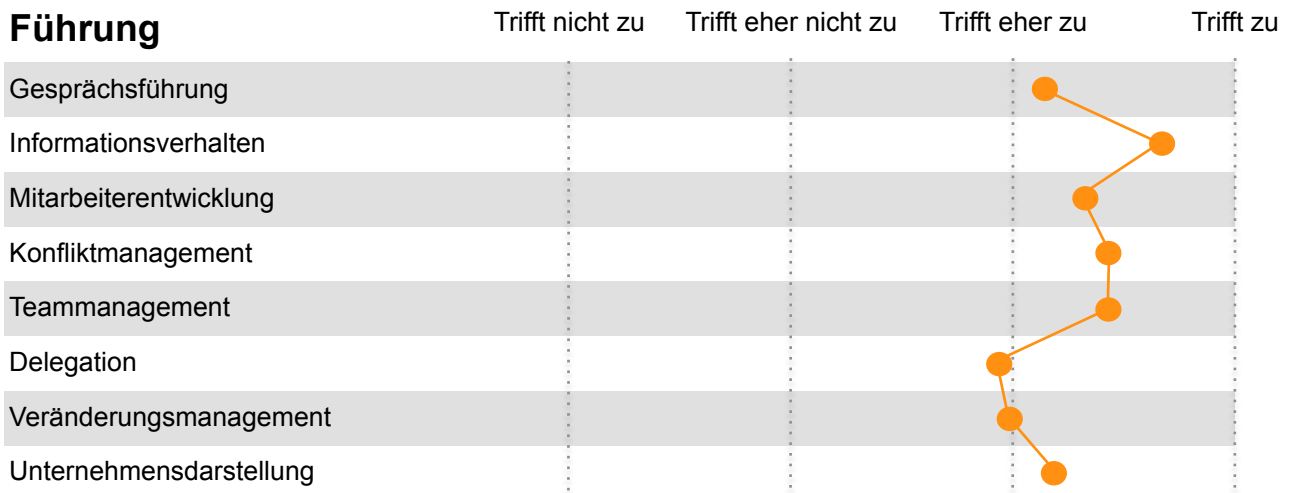 Führung
Trifft nicht zu Trifft eher nicht zu Trifft eher zu Trifft zu
Gesprächsführung
Informationsverhalten
Mitarbeiterentwicklung
Konfliktmanagement
Teammanagement
Delegation
Veränderungsmanagement
Unternehmensdarstellung